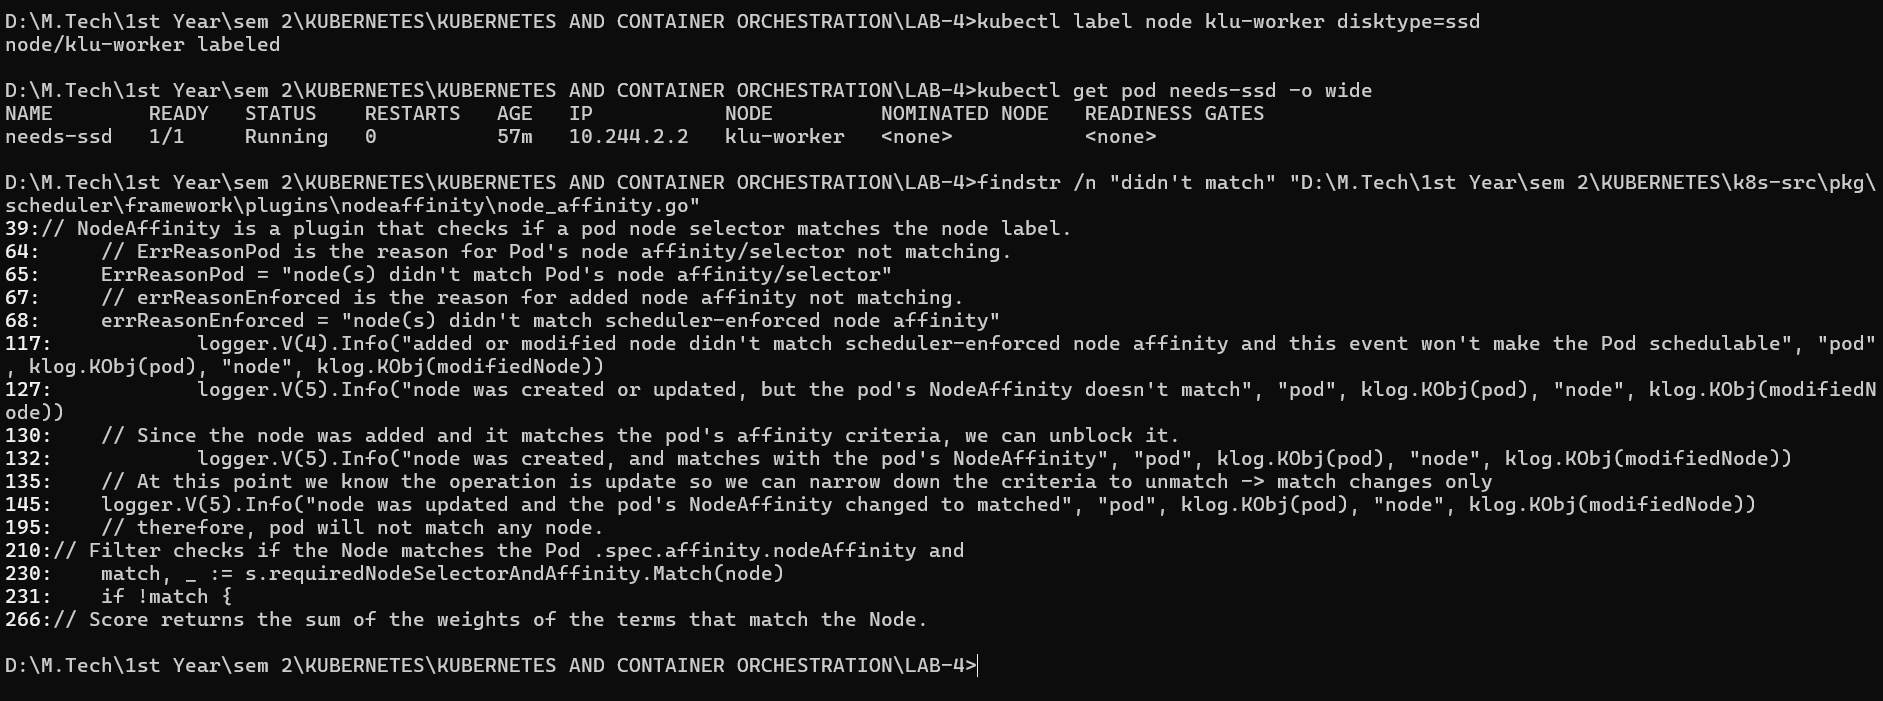 D:\M.Tech\1st Year\sem 2\KUBERNETES\KUBERNETES AND CONTAINER ORCHESTRATION\LAB-4>kubectl label node klu-worker disktype=ssd
node/klu-worker labeled
D:\M.Tech\1st Year\sem 2\KUBERNETES\KUBERNETES AND CONTAINER ORCHESTRATION\LAB-4>kubectl get pod needs-ssd -o wide
NAME        READY   STATUS    RESTARTS   AGE   IP           NODE         NOMINATED NODE   READINESS GATES
needs-ssd   1/1     Running   0          57m   10.244.2.2   klu-worker   <none>           <none>
D:\M.Tech\1st Year\sem 2\KUBERNETES\KUBERNETES AND CONTAINER ORCHESTRATION\LAB-4>findstr /n "didn't match" "D:\M.Tech\1st Year\sem 2\KUBERNETES\k8s-src\pkg\
scheduler\framework\plugins\nodeaffinity\node_affinity.go"
39:// NodeAffinity is a plugin that checks if a pod node selector matches the node label.
64:    // ErrReasonPod is the reason for Pod's node affinity/selector not matching.
65:     ErrReasonPod = "node(s) didn't match Pod's node affinity/selector"
67:     // errReasonEnforced is the reason for added node affinity not matching.
68:     errReasonEnforced = "node(s) didn't match scheduler-enforced node affinity"
117:            logger.V(4).Info("added or modified node didn't match scheduler-enforced node affinity and this event won't make the Pod schedulable", "pod"
, klog.KObj(pod), "node", klog.KObj(modifiedNode))
127:            logger.V(5).Info("node was created or updated, but the pod's NodeAffinity doesn't match", "pod", klog.KObj(pod), "node", klog.KObj(modifiedN
ode))
130:    // Since the node was added and it matches the pod's affinity criteria, we can unblock it.
132:            logger.V(5).Info("node was created, and matches with the pod's NodeAffinity", "pod", klog.KObj(pod), "node", klog.KObj(modifiedNode))
135:    // At this point we know the operation is update so we can narrow down the criteria to unmatch -> match changes only
145:    logger.V(5).Info("node was updated and the pod's NodeAffinity changed to matched", "pod", klog.KObj(pod), "node", klog.KObj(modifiedNode))
195:    // therefore, pod will not match any node.
210:// Filter checks if the Node matches the Pod .spec.affinity.nodeAffinity and
230:    match, _ := s.requiredNodeSelectorAndAffinity.Match(node)
231:    if !match {
266:// Score returns the sum of the weights of the terms that match the Node.
D:\M.Tech\1st Year\sem 2\KUBERNETES\KUBERNETES AND CONTAINER ORCHESTRATION\LAB-4>